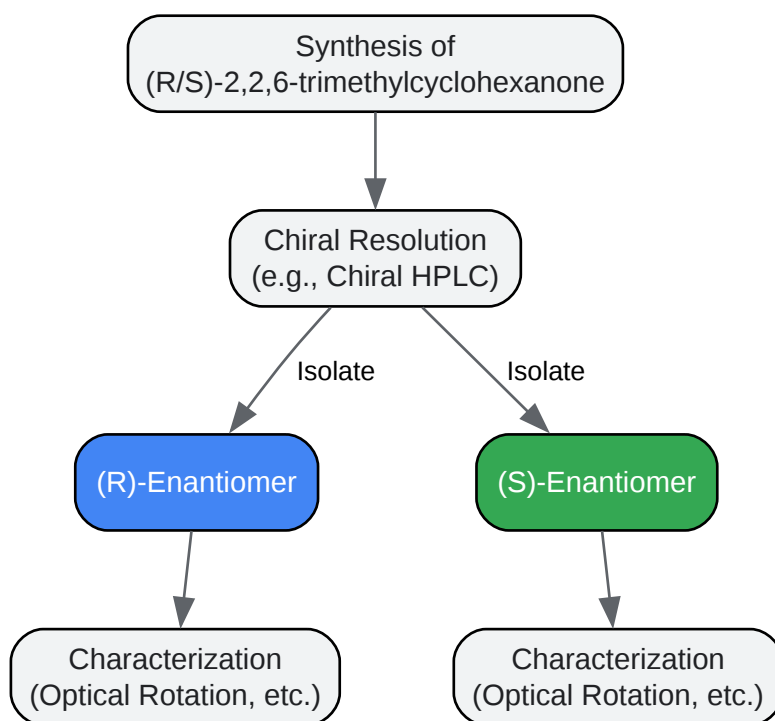 Synthesis of
(R/S)-2,2,6-trimethylcyclohexanone
Chiral Resolution
(e.g., Chiral HPLC)
Isolate
Isolate
(R)-Enantiomer
(S)-Enantiomer
Characterization
(Optical Rotation, etc.)
Characterization
(Optical Rotation, etc.)